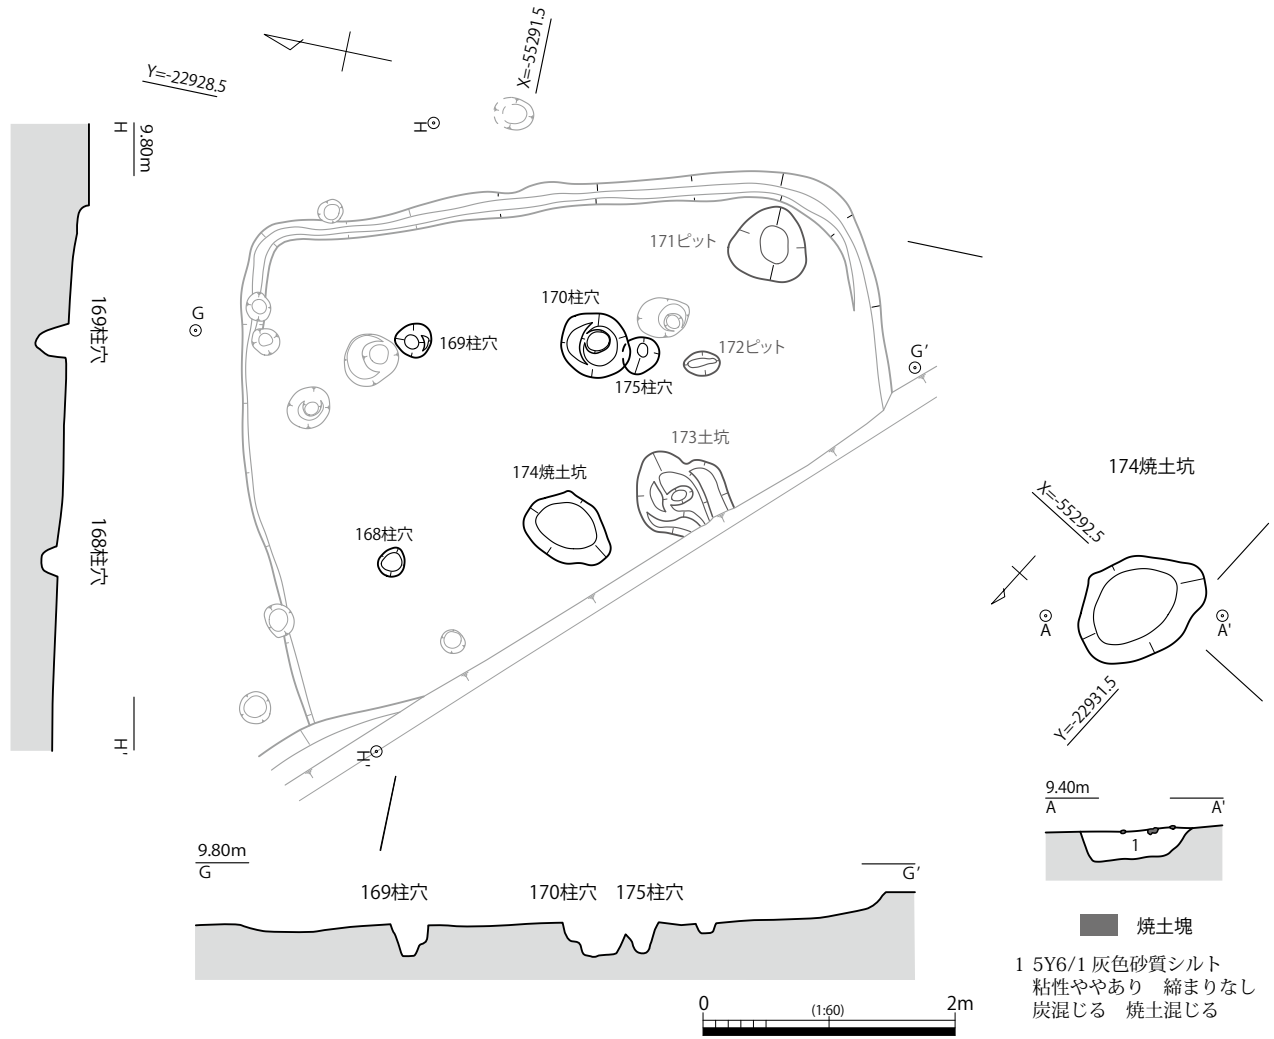 X=-55291.5
Y=-22928.5
H
9.80m
H
171ピット
170柱穴
G
169柱穴
169柱穴
172ピット
G'
175柱穴
173土坑
174焼土坑
174焼土坑
X=-55292.5
168柱穴
168柱穴
A
A'
Y=-22931.5
H'
H'
9.40m
A
A'
1
9.80m
G
G'
169柱穴
170柱穴
175柱穴
焼土塊
1 5Y6/1 灰色砂質シルト
粘性ややあり 締まりなし
炭混じる 焼土混じる
0
(1:60)
2m